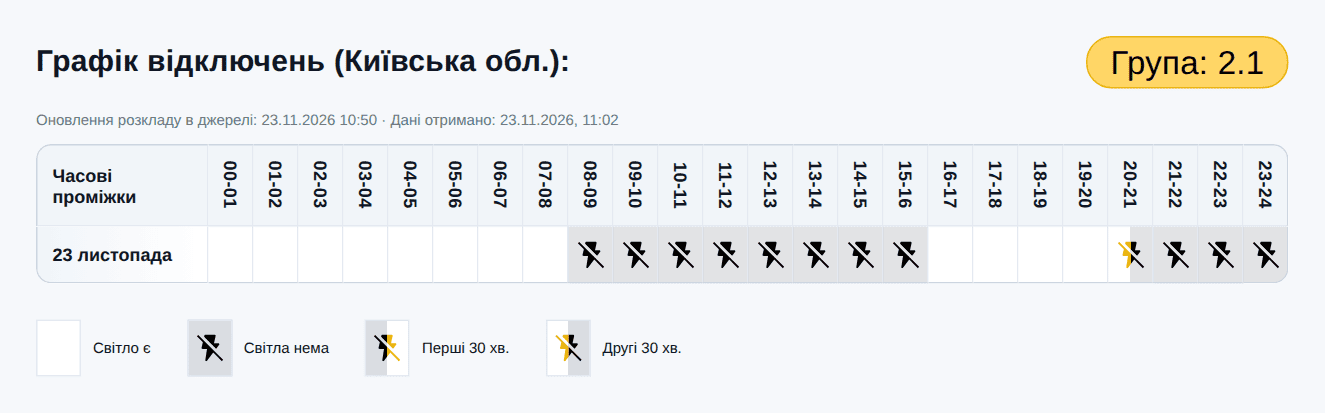 Графік відключень (Київська обл.):
Група: 2.1
Оновлення розкладу в джерелі: 23.11.2026 10:50 · Дані отримано: 23.11.2026, 11:02
Часові
проміжки
00-01
01-02
02-03
03-04
04-05
05-06
06-07
07-08
08-09
09-10
10-11
11-12
12-13
13-14
14-15
15-16
16-17
17-18
18-19
19-20
20-21
21-22
22-23
23-24
23 листопада
Світло є
Світла нема
Перші 30 хв.
Другі 30 хв.